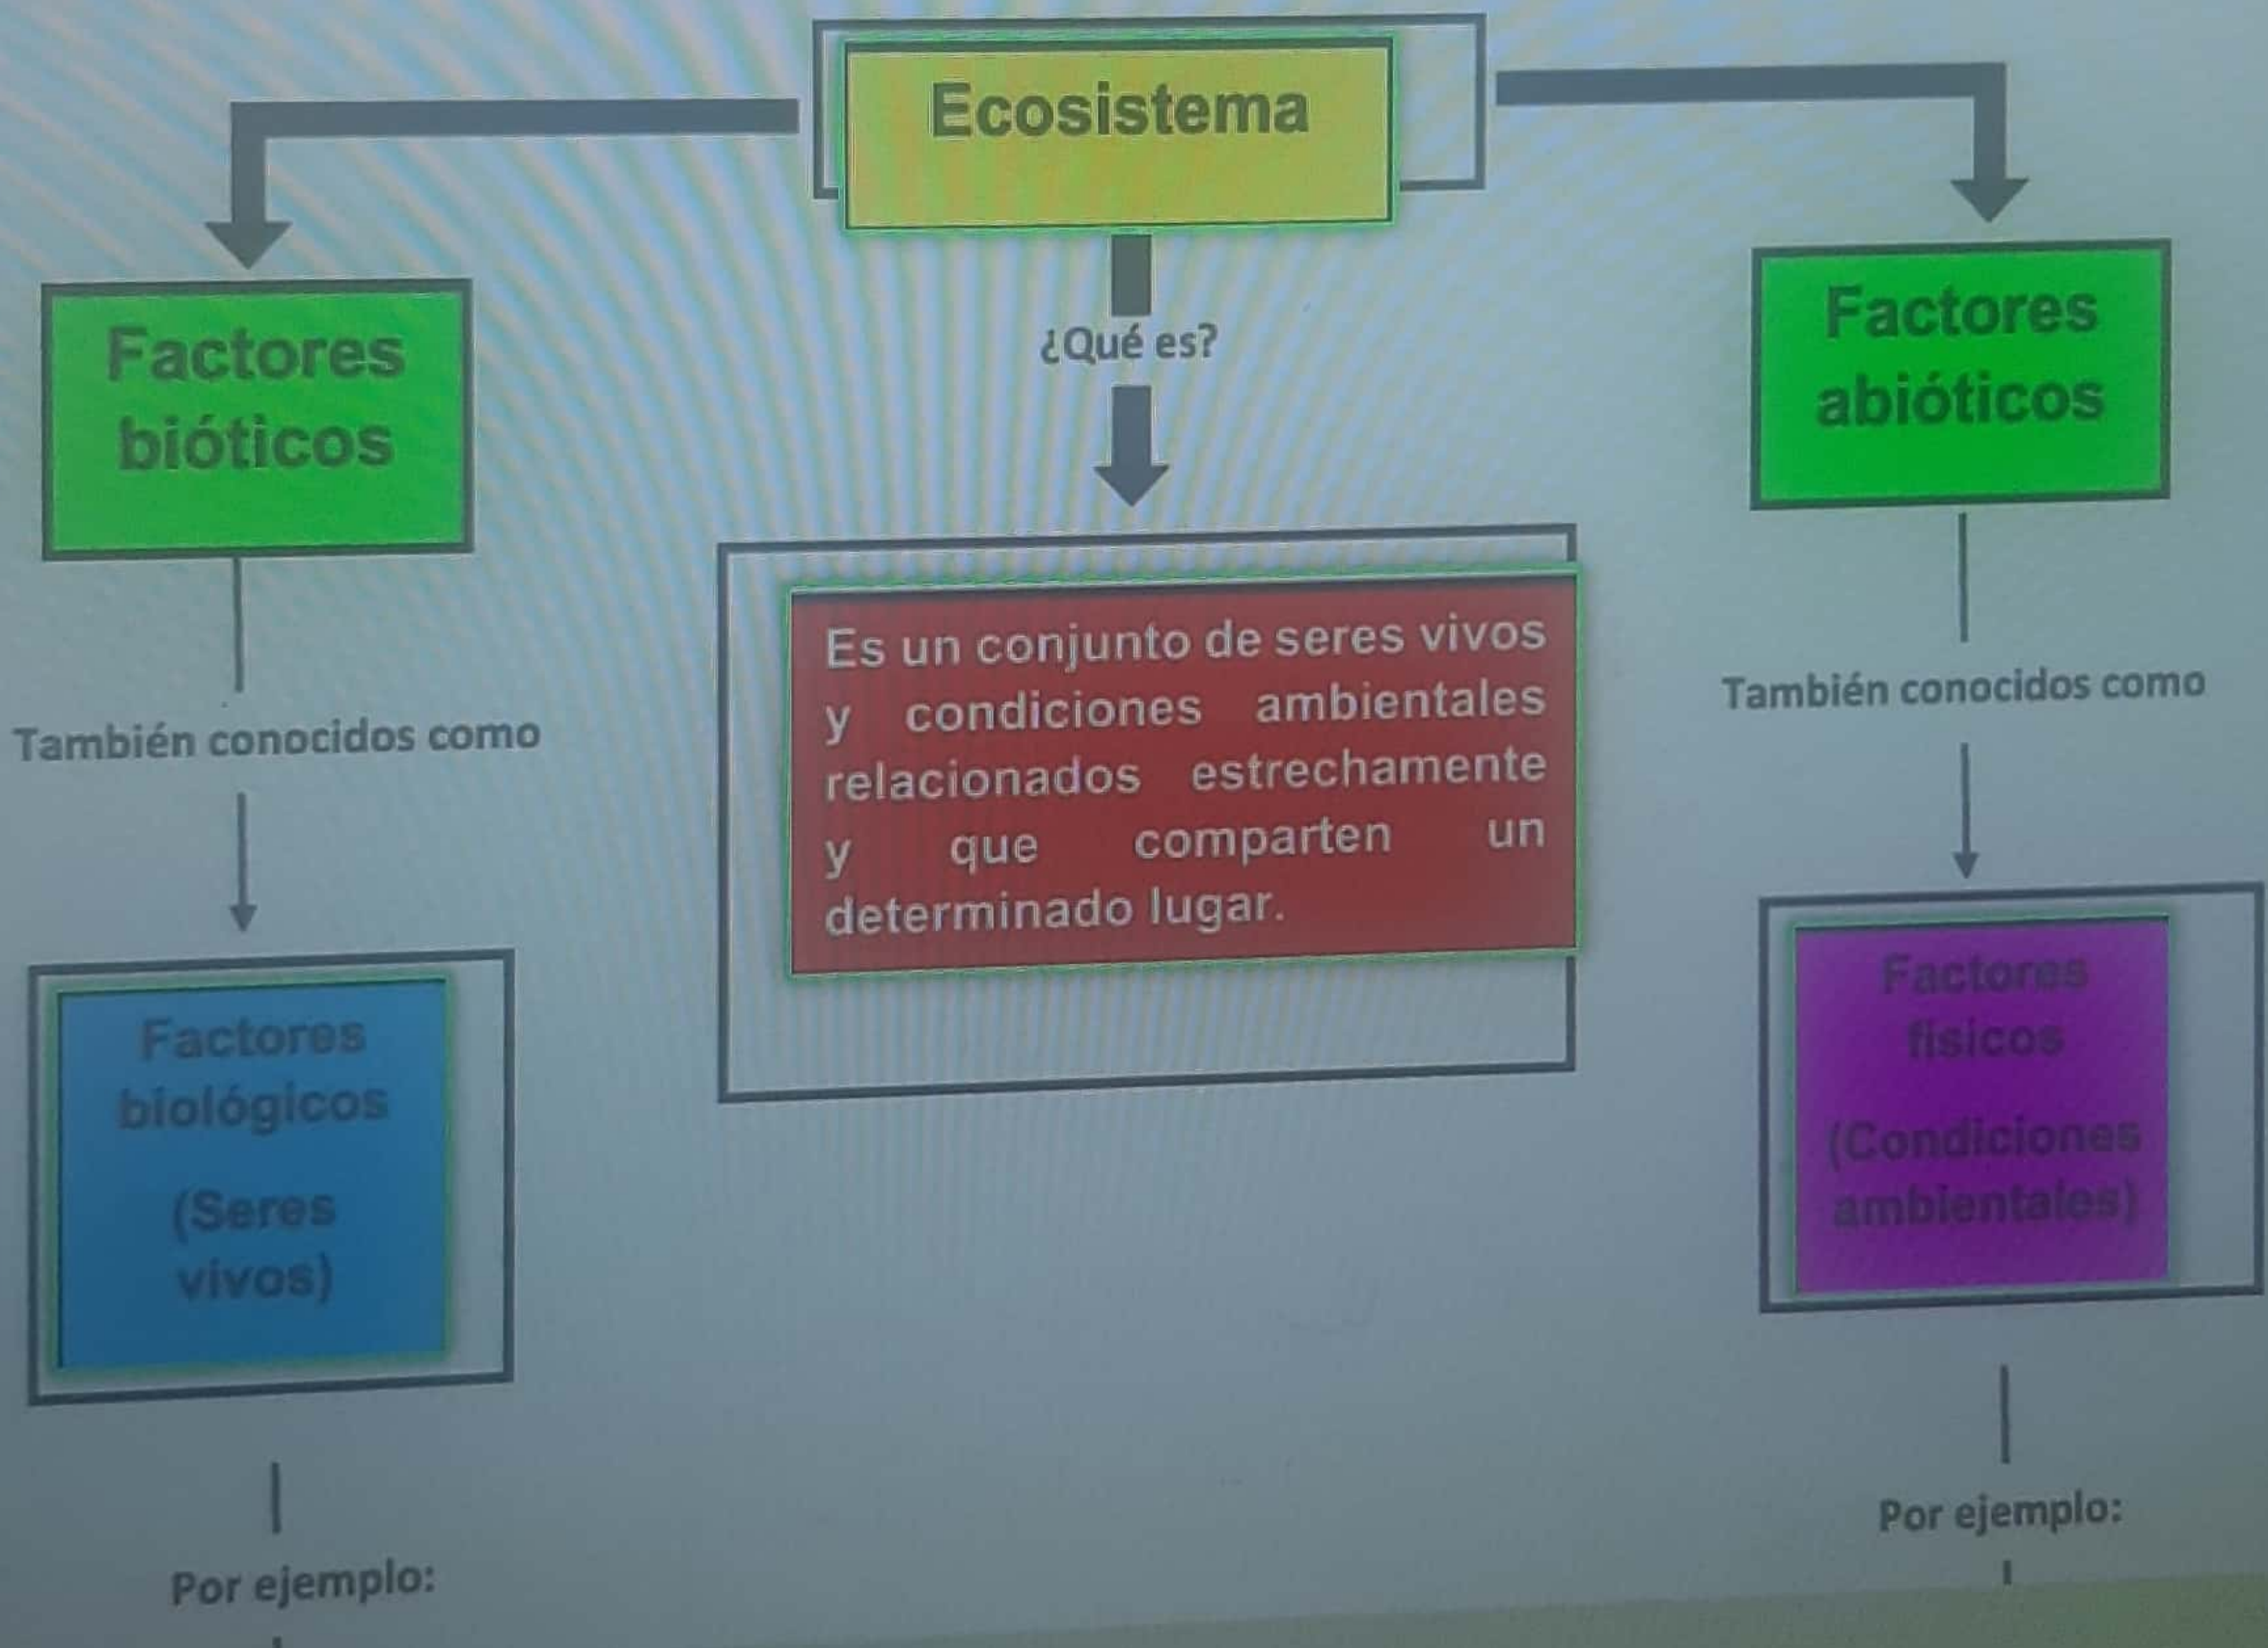 Ecosistema
Factores
bióticos
¿Qué es?
Factores
abióticos
También conocidos como
Es un conjunto de seres vivos
y condiciones ambientales
relacionados estrechamente
y que comparten un
determinado lugar.
También conocidos como
Factores
biológicos
(Seres
vivos)
Factores
fisicos
(Condiciones
ambientales)
Por ejemplo:
Por ejemplo: